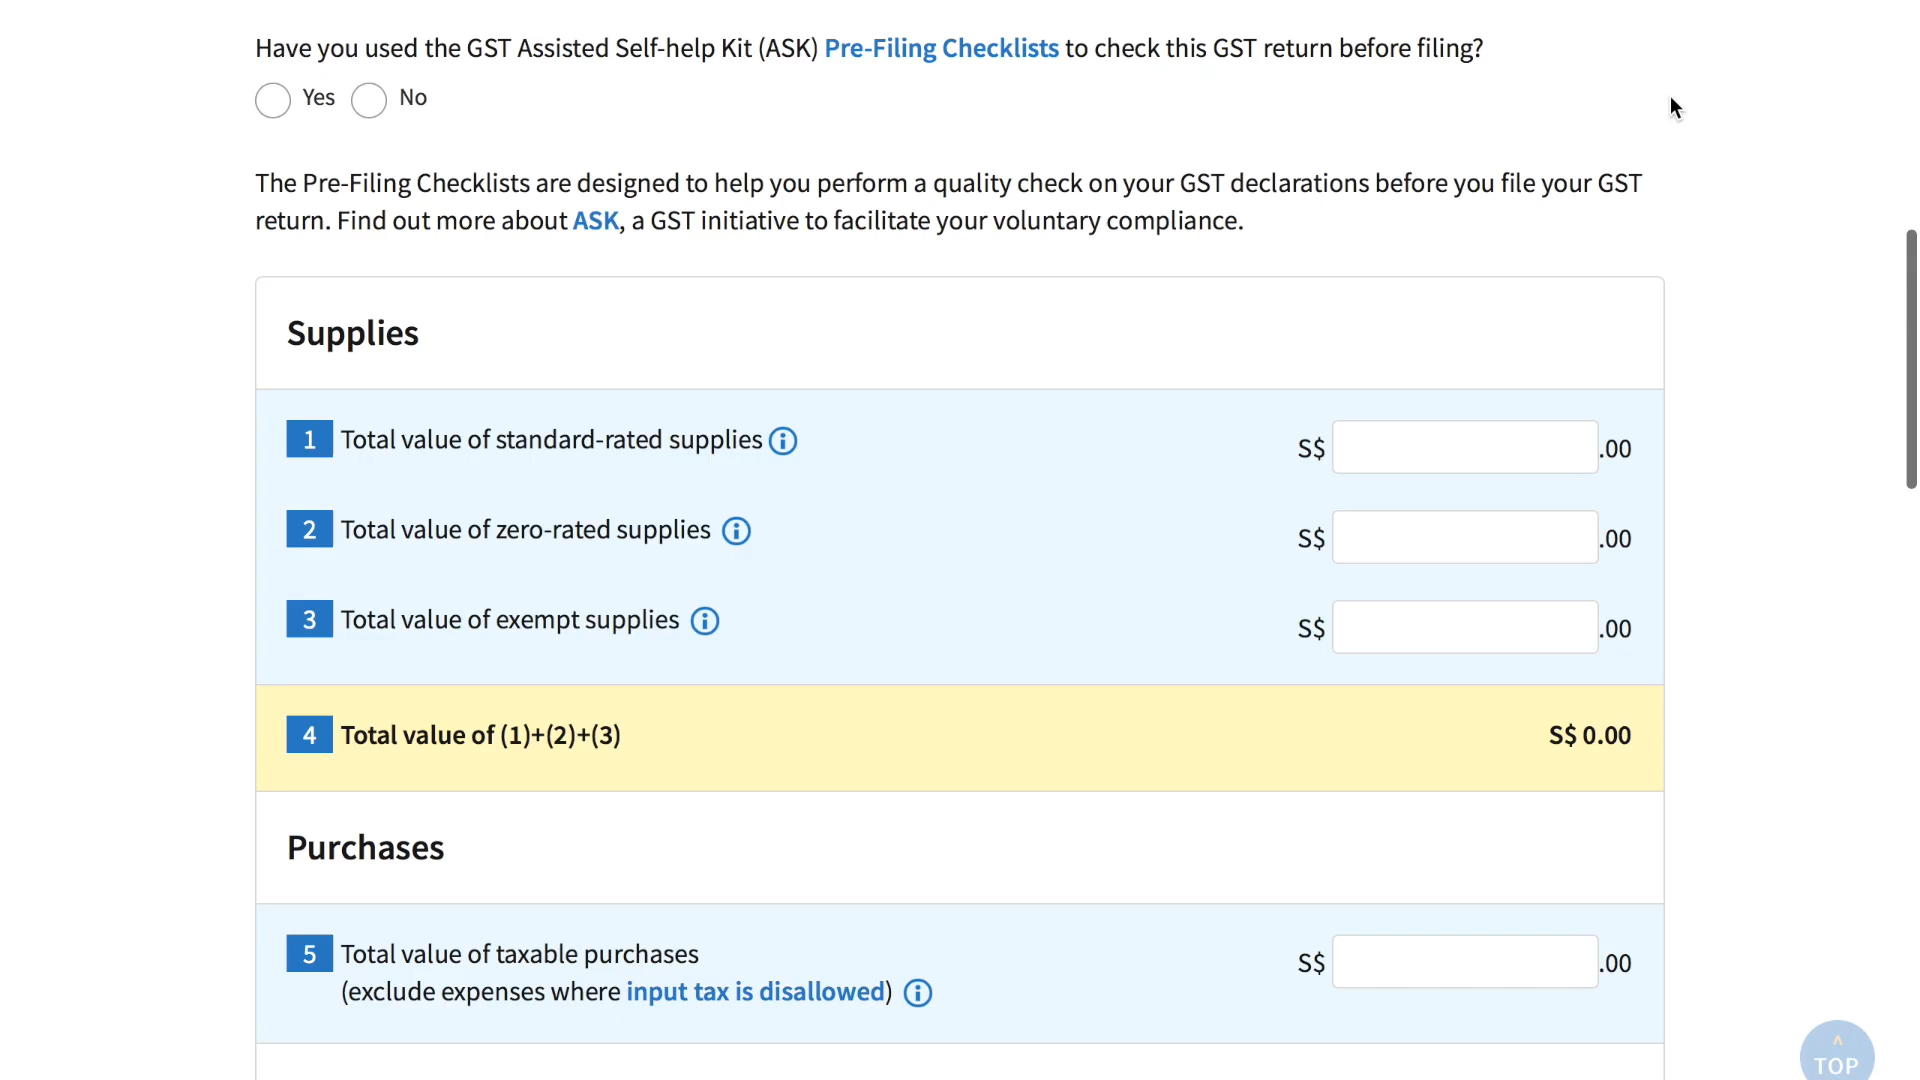 Have you used the GST Assisted Self-help Kit (ASK) Pre-Filing Checklists to check this GST return before filing?
Yes No
The Pre-Filing Checklists are designed to help you perform a quality check on your GST declarations before you file your GST
return. Find out more about ASK, a GST initiative to facilitate your voluntary compliance.
Supplies
1 Total value of standard-rated supplies S$ .00
2 Total value of zero-rated supplies S$ .00
3 Total value of exempt supplies S$ .00
4 Total value of (1)+(2)+(3) S$ 0.00
Purchases
5 Total value of taxable purchases S$ .00
(exclude expenses where input tax is disallowed)
TOP